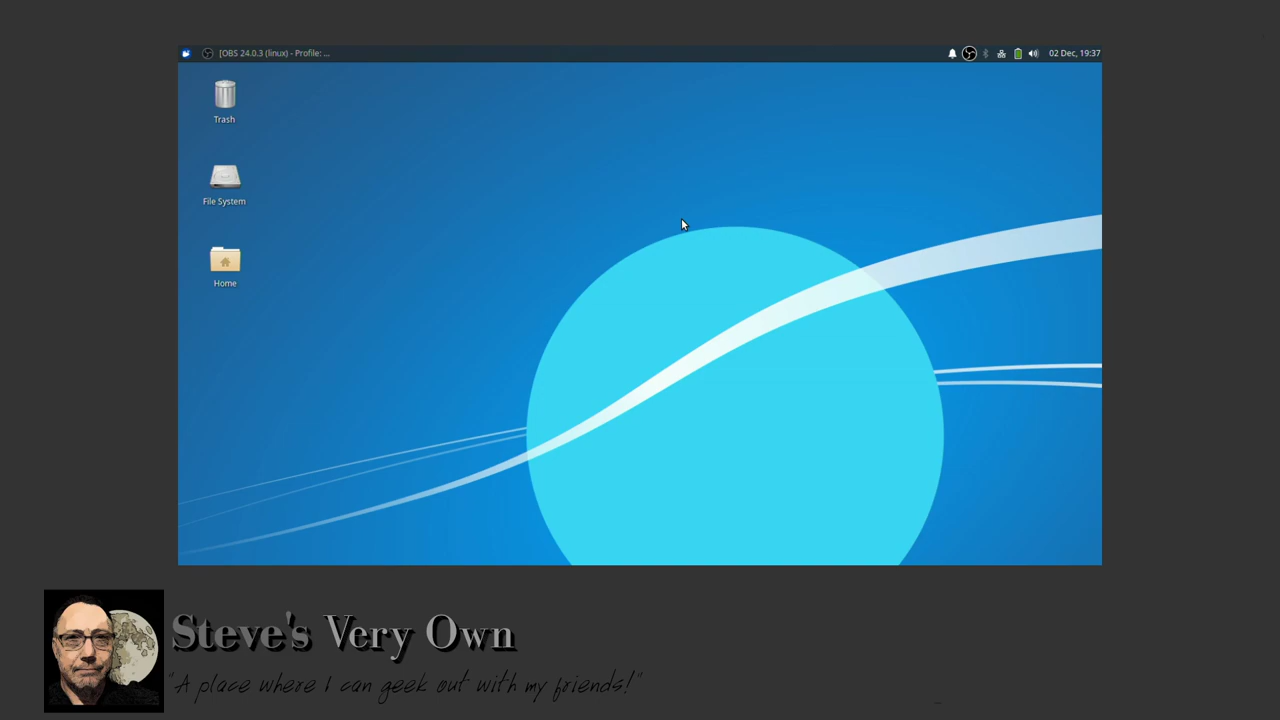 [OBS 24.0.3 (linux) - Profile: ...
02 Dec, 19:37
Trash
File System
Home
Steve's Very Own
"A place where I can geek out with my friends!"